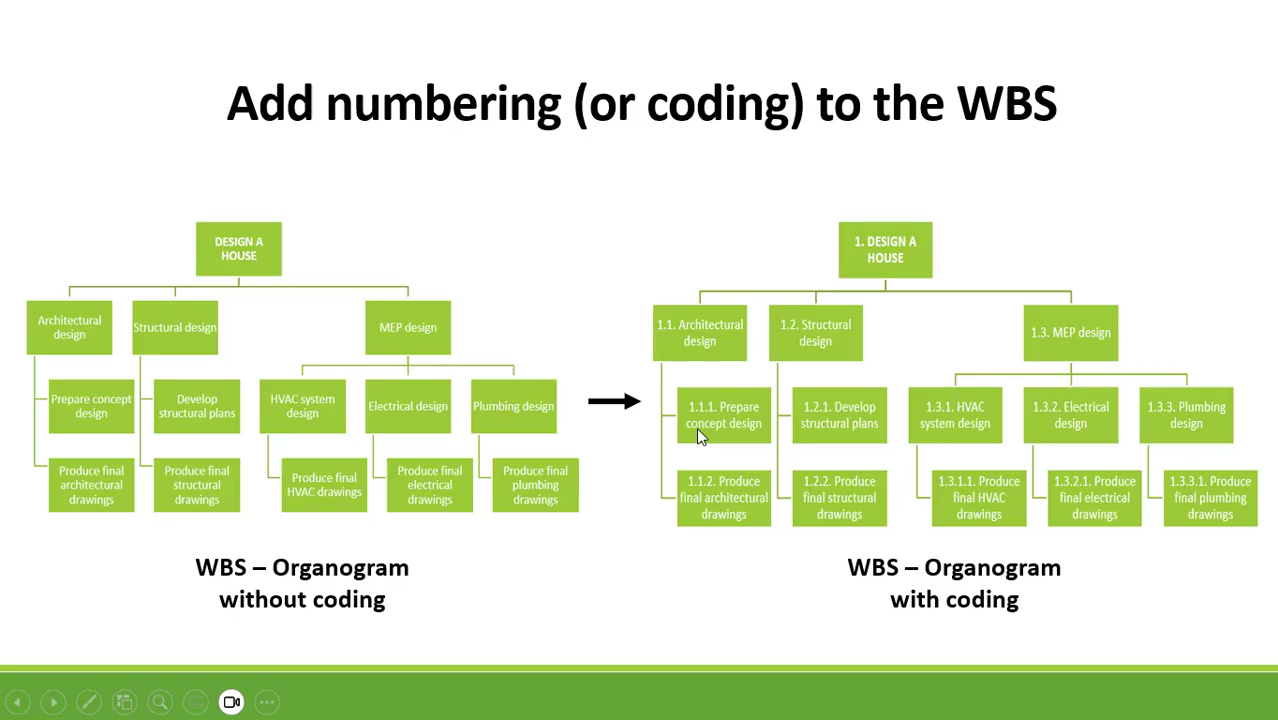 Add numbering (or coding) to the WBS
DESIGN A
HOUSE
Architectural
design
Structural design
MEP design
Prepare concept
design
Develop
structural plans
HVAC system
design
Electrical design
Plumbing design
Produce final
architectural
drawings
Produce final
structural
drawings
Produce final
HVAC drawings
Produce final
electrical
drawings
Produce final
plumbing
drawings
WBS – Organogram
without coding
1. DESIGN A
HOUSE
1.1. Architectural
design
1.2. Structural
design
1.3. MEP design
1.1.1. Prepare
concept design
1.2.1. Develop
structural plans
1.3.1. HVAC
system design
1.3.2. Electrical
design
1.3.3. Plumbing
design
1.1.2. Produce
final architectural
drawings
1.2.2. Produce
final structural
drawings
1.3.1.1. Produce
final HVAC
drawings
1.3.2.1. Produce
final electrical
drawings
1.3.3.1. Produce
final plumbing
drawings
WBS – Organogram
with coding